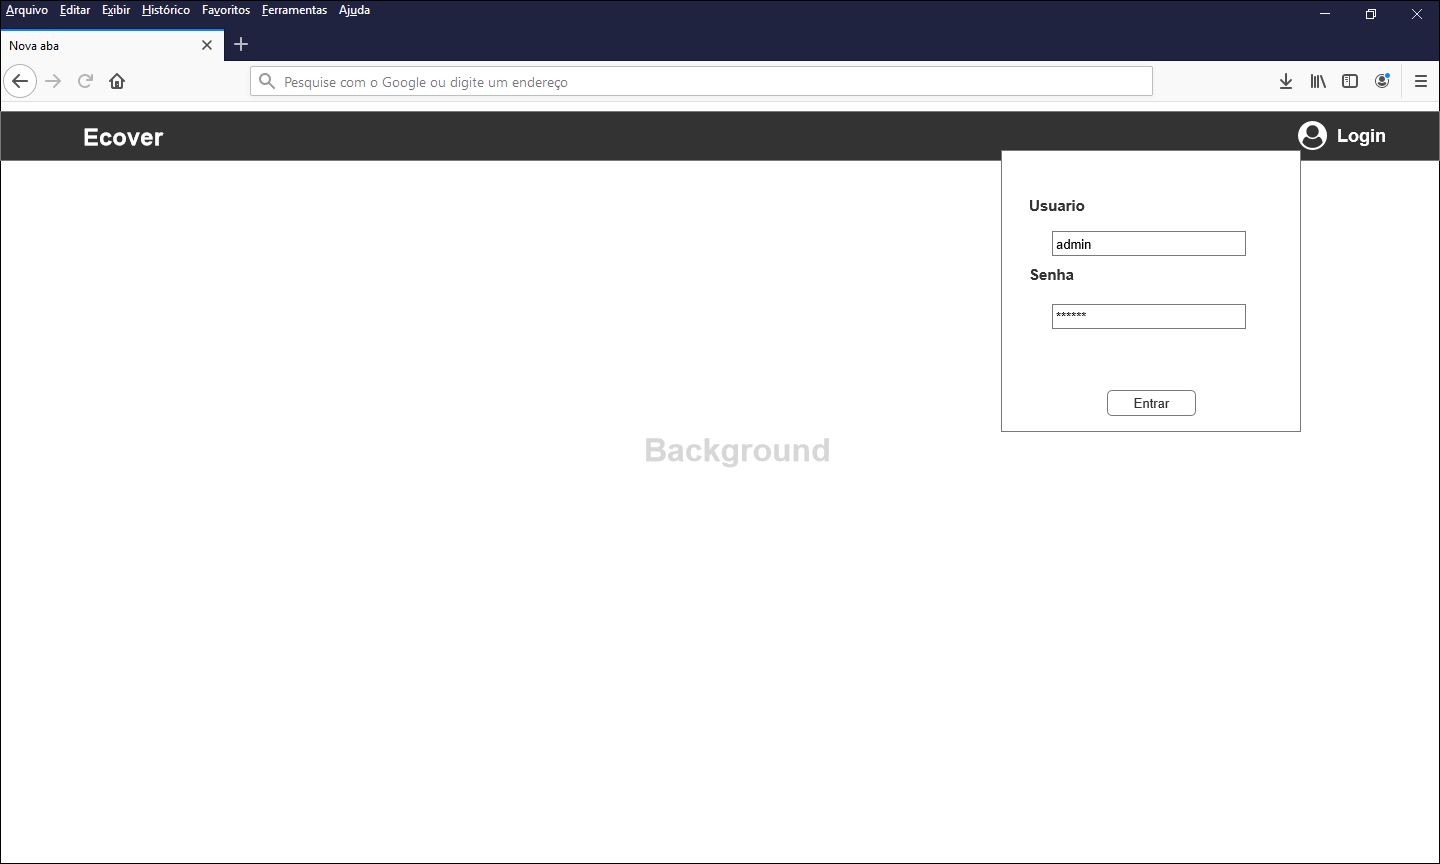 Arquivo Editar Exibir Histórico Favoritos Ferramentas Ajuda
Nova aba
Pesquise com o Google ou digite um endereço
Ecover
Login
Usuario
admin
Senha
******
Entrar
Background